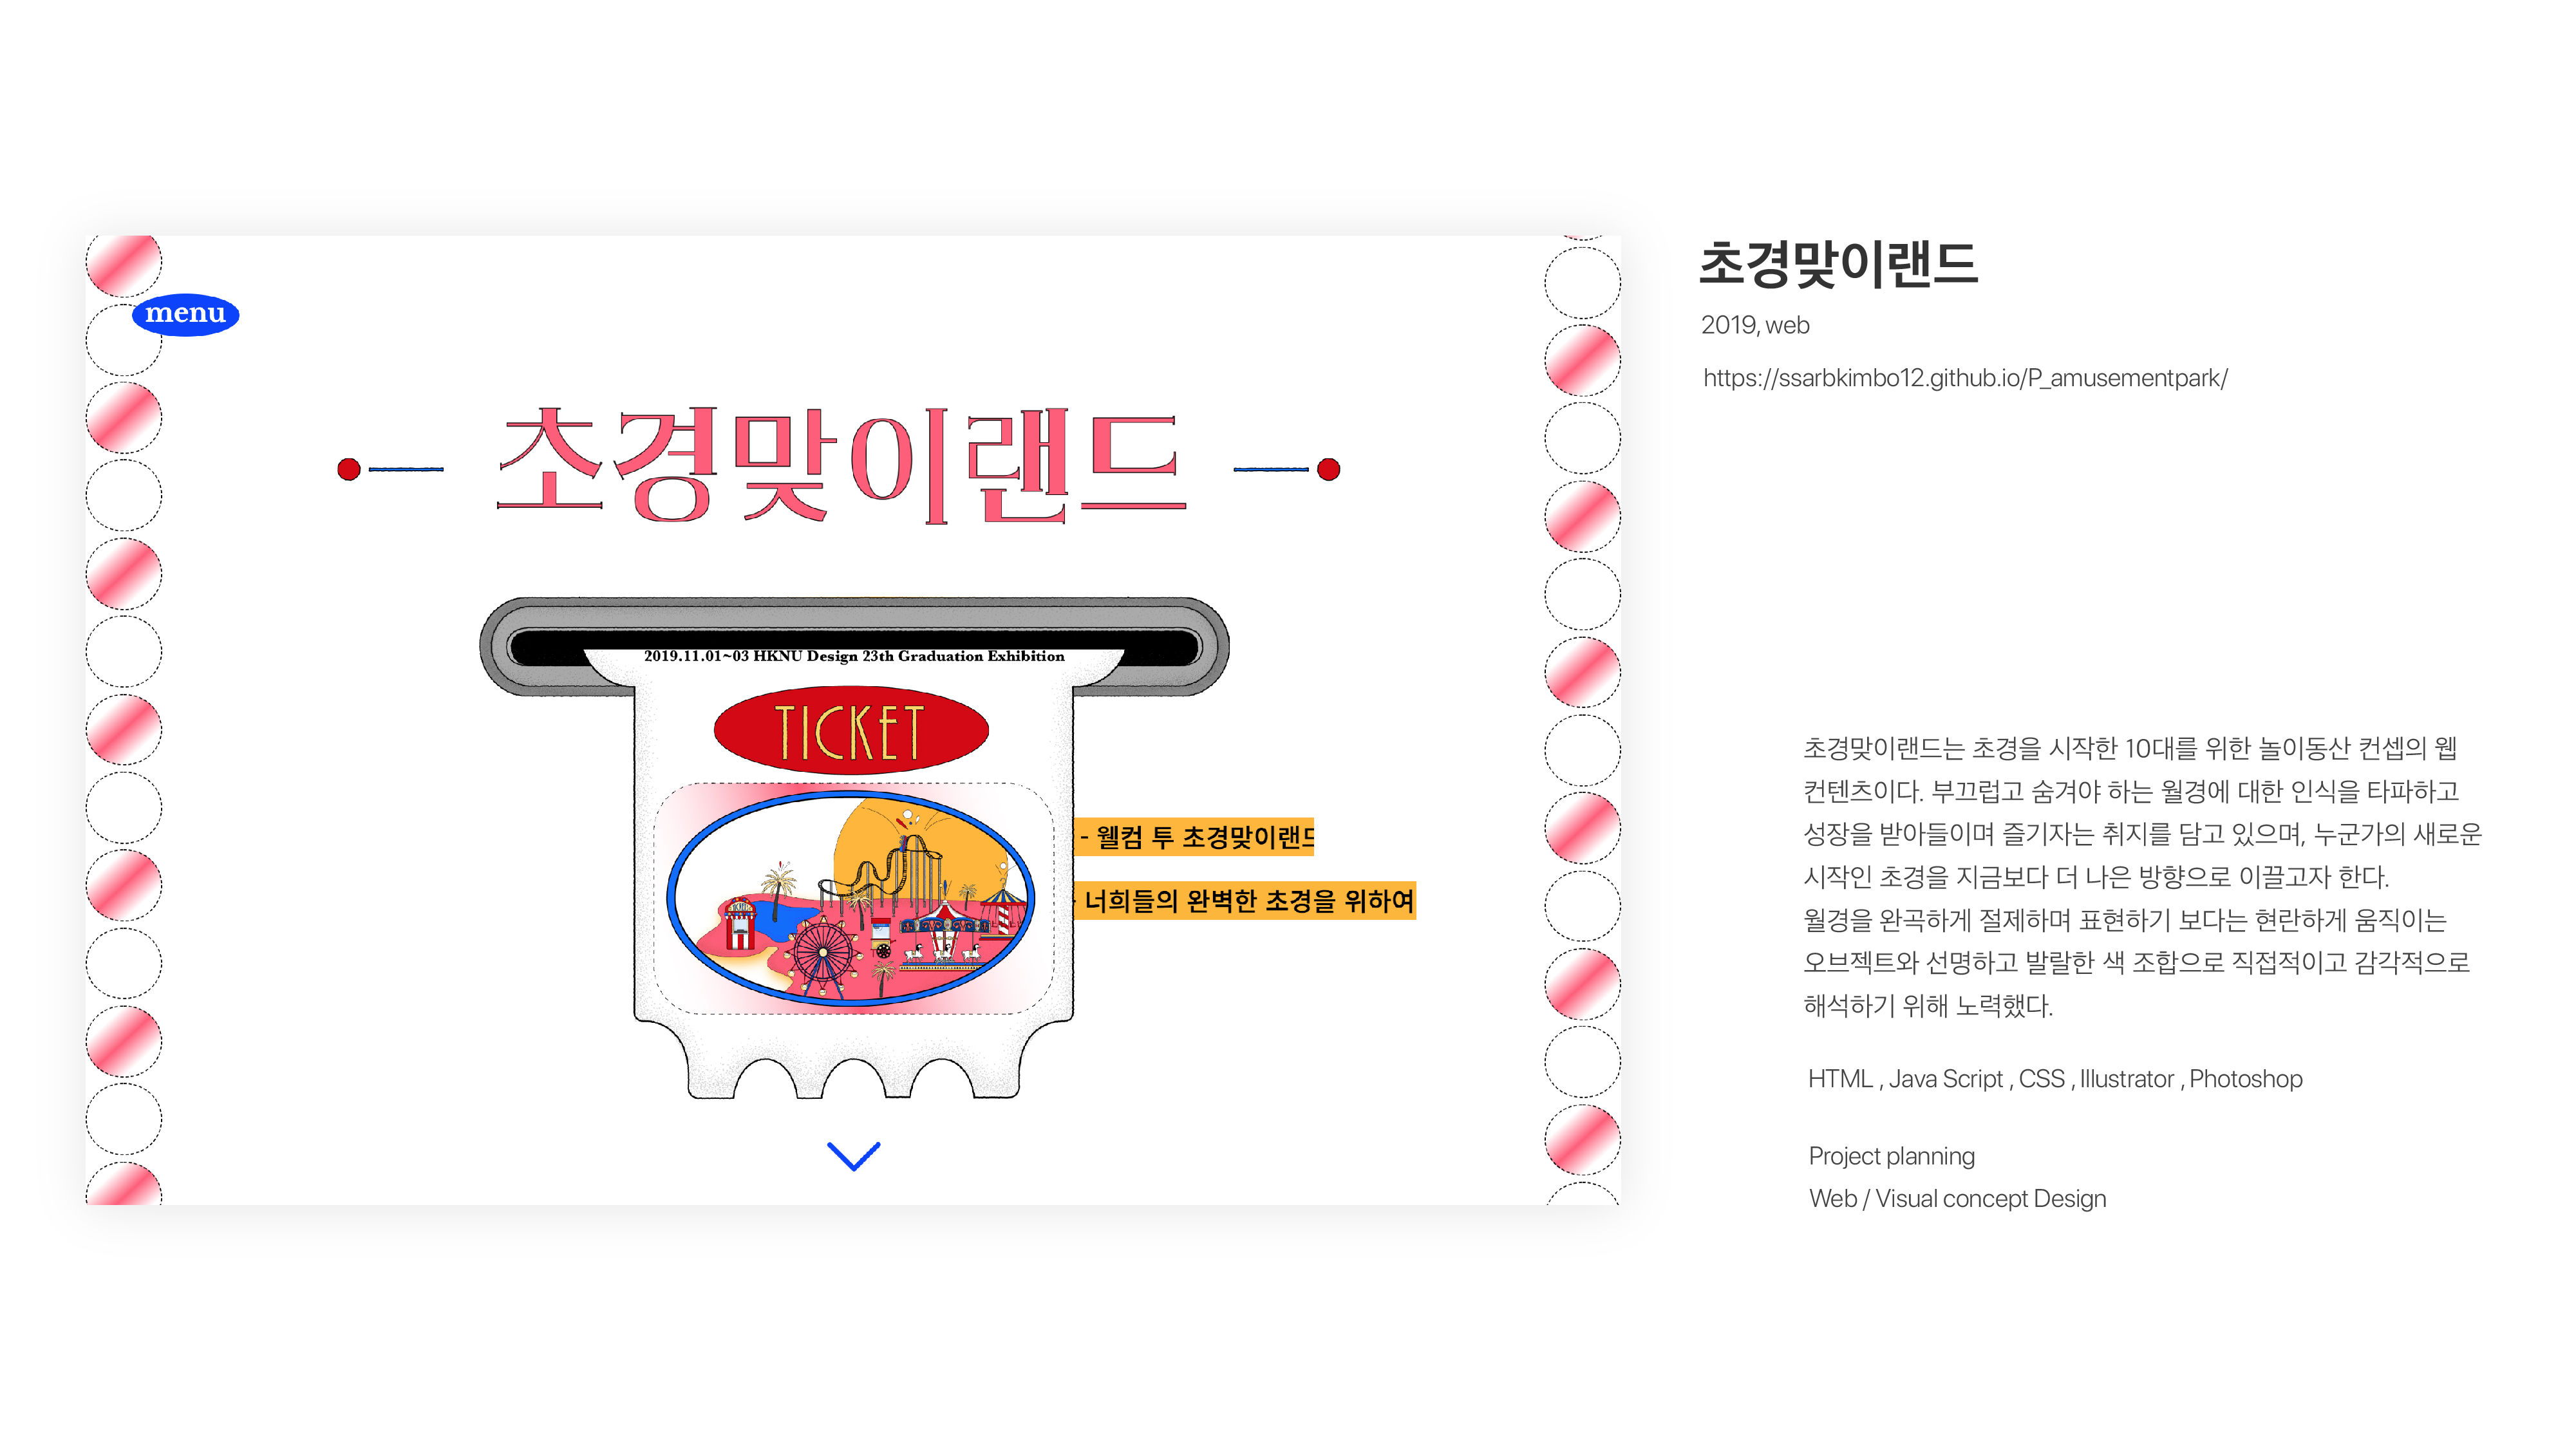 menu
초경맞이랜드
2019.11.01~03 HKNU Design 23th Graduation Exhibition
TICKET
- 웰컴 투 초경맞이랜드
너희들의 완벽한 초경을 위하여
초경맞이랜드
2019, web
https://ssarbkimbo12.github.io/P_amusementpark/
초경맞이랜드는 초경을 시작한 10대를 위한 놀이동산 컨셉의 웹
컨텐츠이다. 부끄럽고 숨겨야 하는 월경에 대한 인식을 타파하고
성장을 받아들이며 즐기자는 취지를 담고 있으며, 누군가의 새로운
시작인 초경을 지금보다 더 나은 방향으로 이끌고자 한다.
월경을 완곡하게 절제하며 표현하기 보다는 현란하게 움직이는
오브젝트와 선명하고 발랄한 색 조합으로 직접적이고 감각적으로
해석하기 위해 노력했다.
HTML , Java Script , CSS , Illustrator , Photoshop
Project planning
Web / Visual concept Design